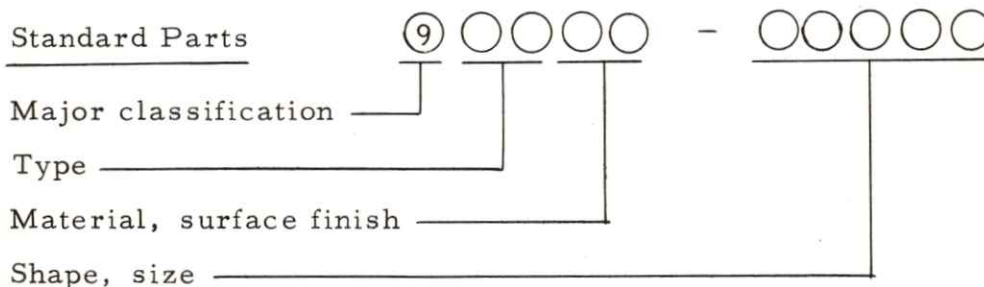 Standard Parts ⑨○○○○ - ○○○○○
Major classification
Type
Material, surface finish
Shape, size